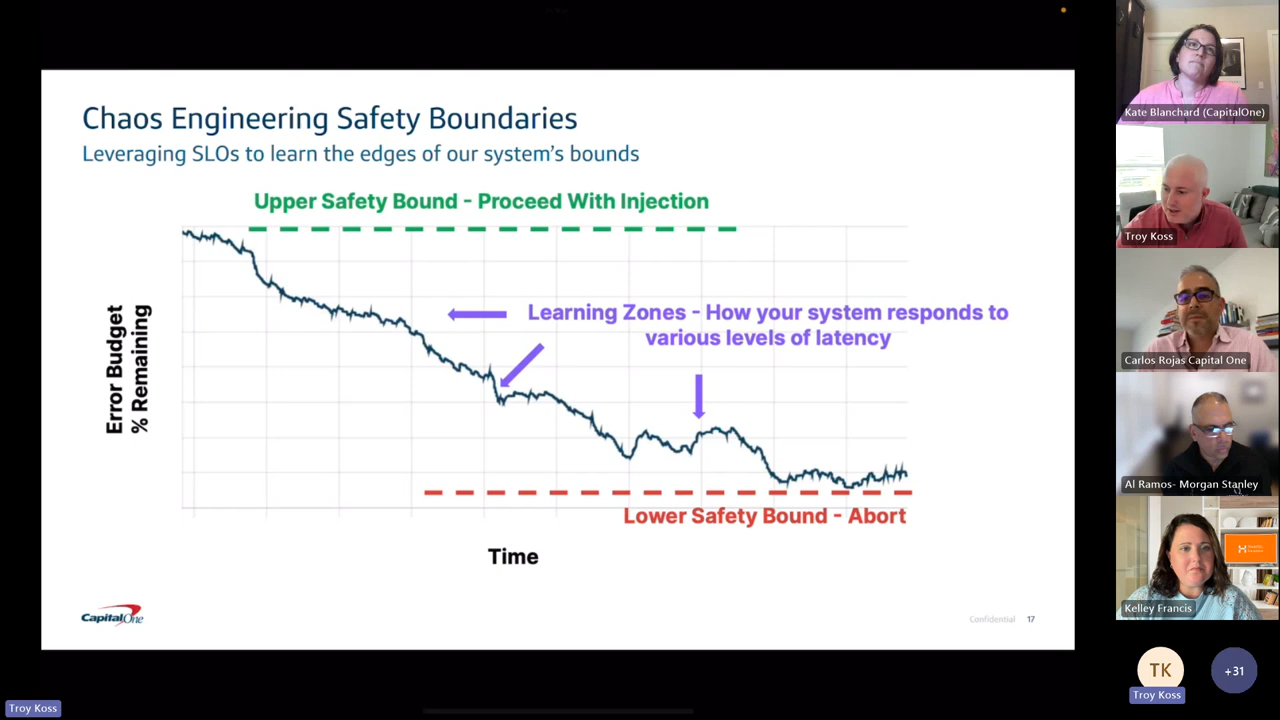 Chaos Engineering Safety Boundaries
Leveraging SLOs to learn the edges of our system's bounds
Upper Safety Bound - Proceed With Injection
Learning Zones - How your system responds to
various levels of latency
Error Budget
% Remaining
Lower Safety Bound - Abort
Time
CapitalOne
Confidential
17
Kate Blanchard (CapitalOne)
Troy Koss
Carlos Rojas Capital One
Al Ramos- Morgan Stanley
Kelley Francis
TK
+31
Troy Koss
Troy Koss